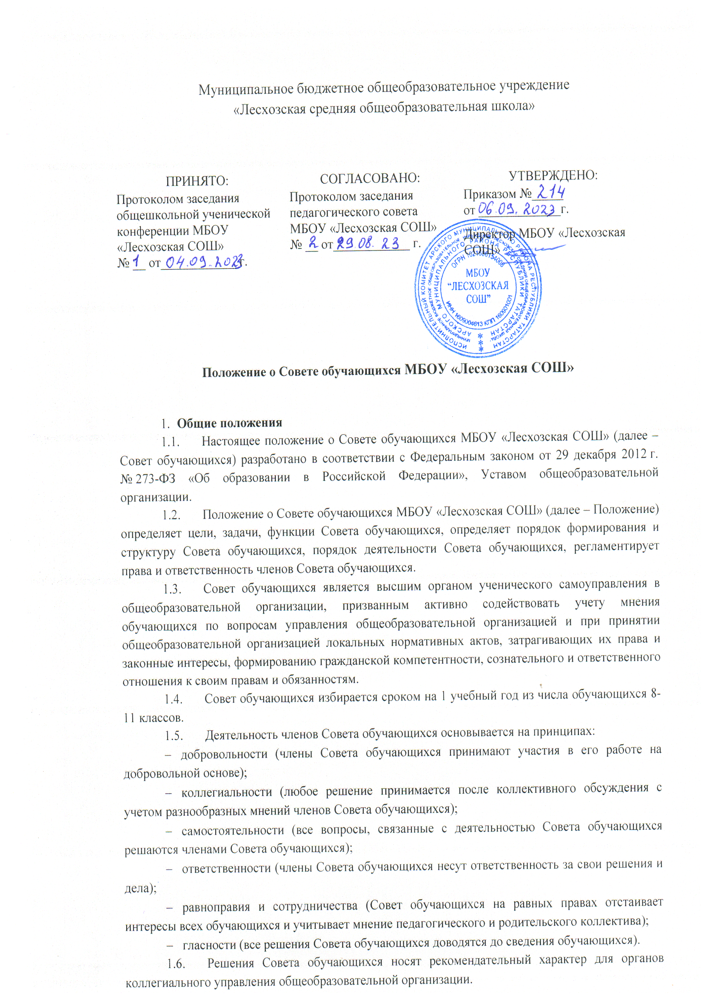 Муниципальное бюджетное общеобразовательное учреждение
«Лесхозская средняя общеобразовательная школа»
ПРИНЯТО:
Протоколом заседания
общешкольной ученической
конференции МБОУ
«Лесхозская СОШ»
№ 1 от 04.09.2023г.
СОГЛАСОВАНО:
Протоколом заседания
педагогического совета
МБОУ «Лесхозская СОШ»
№ 2 от 29.08. 23 г.
УТВЕРЖДЕНО:
Приказом № 214
от 06.09. 2023 г.
Директор МБОУ «Лесхозская
СОШ»
ИСПОЛНИТЕЛЬНЫЙ КОМИТЕТ АРСКОГО МУНИЦИПАЛЬНОГО РАЙОНА РЕСПУБЛИКИ ТАТАРСТАН
МУНИЦИПАЛЬНОЕ БЮДЖЕТНОЕ ОБЩЕОБРАЗОВАТЕЛЬНОЕ УЧРЕЖДЕНИЕ ЛЕСХОЗСКАЯ СРЕДНЯЯ ОБЩЕОБРАЗОВАТЕЛЬНАЯ ШКОЛА
АРСКОГО МУНИЦИПАЛЬНОГО РАЙОНА РЕСПУБЛИКИ ТАТАРСТАН
ОГРН 1021606154008
МБОУ
"ЛЕСХОЗСКАЯ
СОШ"
ИНН 1609004613 КПП 160901001
Положение о Совете обучающихся МБОУ «Лесхозская СОШ»
1. Общие положения
1.1. Настоящее положение о Совете обучающихся МБОУ «Лесхозская СОШ» (далее –
Совет обучающихся) разработано в соответствии с Федеральным законом от 29 декабря 2012 г.
№ 273-ФЗ «Об образовании в Российской Федерации», Уставом общеобразовательной
организации.
1.2. Положение о Совете обучающихся МБОУ «Лесхозская СОШ» (далее – Положение)
определяет цели, задачи, функции Совета обучающихся, определяет порядок формирования и
структуру Совета обучающихся, порядок деятельности Совета обучающихся, регламентирует
права и ответственность членов Совета обучающихся.
1.3. Совет обучающихся является высшим органом ученического самоуправления в
общеобразовательной организации, призванным активно содействовать учету мнения
обучающихся по вопросам управления общеобразовательной организацией и при принятии
общеобразовательной организацией локальных нормативных актов, затрагивающих их права и
законные интересы, формированию гражданской компетентности, сознательного и ответственного
отношения к своим правам и обязанностям.
1.4. Совет обучающихся избирается сроком на 1 учебный год из числа обучающихся 8-
11 классов.
1.5. Деятельность членов Совета обучающихся основывается на принципах:
– добровольности (члены Совета обучающихся принимают участия в его работе на
добровольной основе);
– коллегиальности (любое решение принимается после коллективного обсуждения с
учетом разнообразных мнений членов Совета обучающихся);
– самостоятельности (все вопросы, связанные с деятельностью Совета обучающихся
решаются членами Совета обучающихся);
– ответственности (члены Совета обучающихся несут ответственность за свои решения и
дела);
– равноправия и сотрудничества (Совет обучающихся на равных правах отстаивает
интересы всех обучающихся и учитывает мнение педагогического и родительского коллектива);
– гласности (все решения Совета обучающихся доводятся до сведения обучающихся).
1.6. Решения Совета обучающихся носят рекомендательный характер для органов
коллегиального управления общеобразовательной организации.